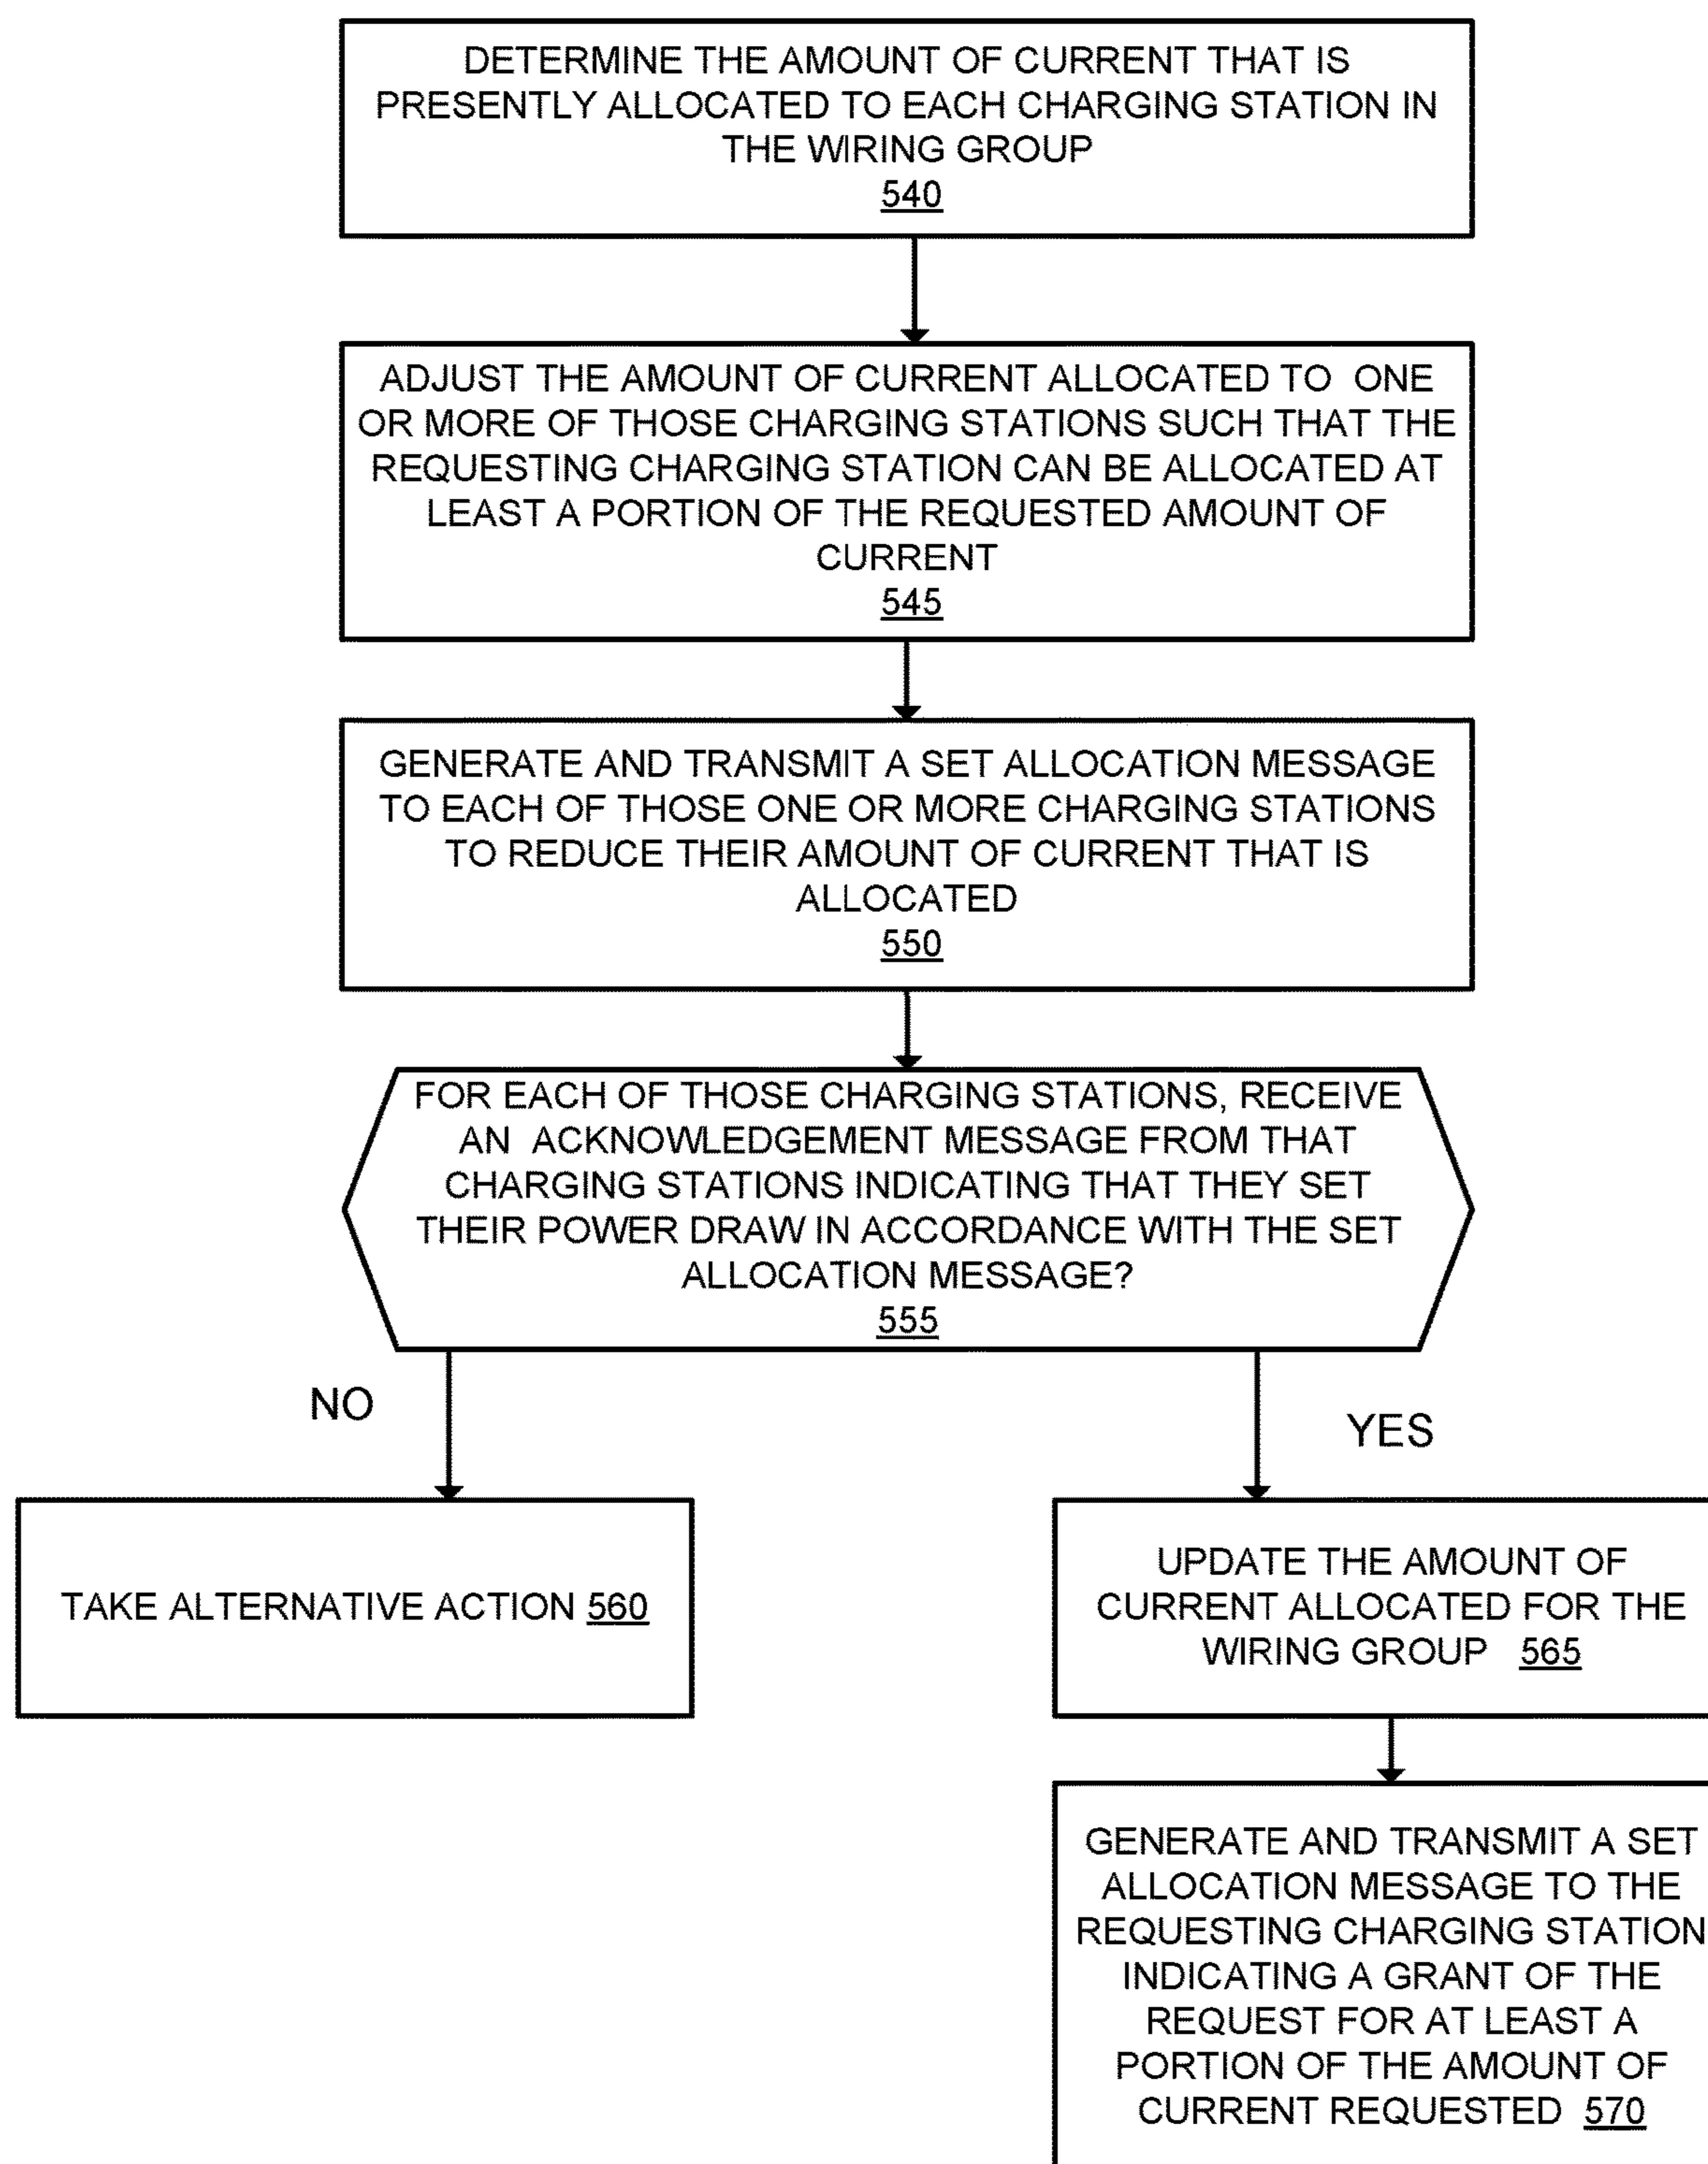 DETERMINE THE AMOUNT OF CURRENT THAT IS
PRESENTLY ALLOCATED TO EACH CHARGING STATION IN
THE WIRING GROUP
540
ADJUST THE AMOUNT OF CURRENT ALLOCATED TO ONE
OR MORE OF THOSE CHARGING STATIONS SUCH THAT THE
REQUESTING CHARGING STATION CAN BE ALLOCATED AT
LEAST A PORTION OF THE REQUESTED AMOUNT OF
CURRENT
545
GENERATE AND TRANSMIT A SET ALLOCATION MESSAGE
TO EACH OF THOSE ONE OR MORE CHARGING STATIONS
TO REDUCE THEIR AMOUNT OF CURRENT THAT IS
ALLOCATED
550
FOR EACH OF THOSE CHARGING STATIONS, RECEIVE
AN ACKNOWLEDGEMENT MESSAGE FROM THAT
CHARGING STATIONS INDICATING THAT THEY SET
THEIR POWER DRAW IN ACCORDANCE WITH THE SET
ALLOCATION MESSAGE?
555
NO
YES
TAKE ALTERNATIVE ACTION 560
UPDATE THE AMOUNT OF
CURRENT ALLOCATED FOR THE
WIRING GROUP 565
GENERATE AND TRANSMIT A SET
ALLOCATION MESSAGE TO THE
REQUESTING CHARGING STATION
INDICATING A GRANT OF THE
REQUEST FOR AT LEAST A
PORTION OF THE AMOUNT OF
CURRENT REQUESTED 570